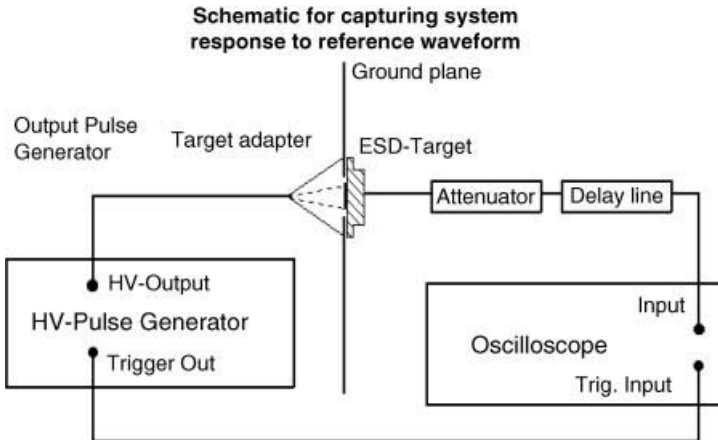 Schematic for capturing system
response to reference waveform
Ground plane
Output Pulse
Generator
Target adapter
ESD-Target
Attenuator
Delay line
HV-Output
HV-Pulse Generator
Trigger Out
Input
Oscilloscope
Trig. Input